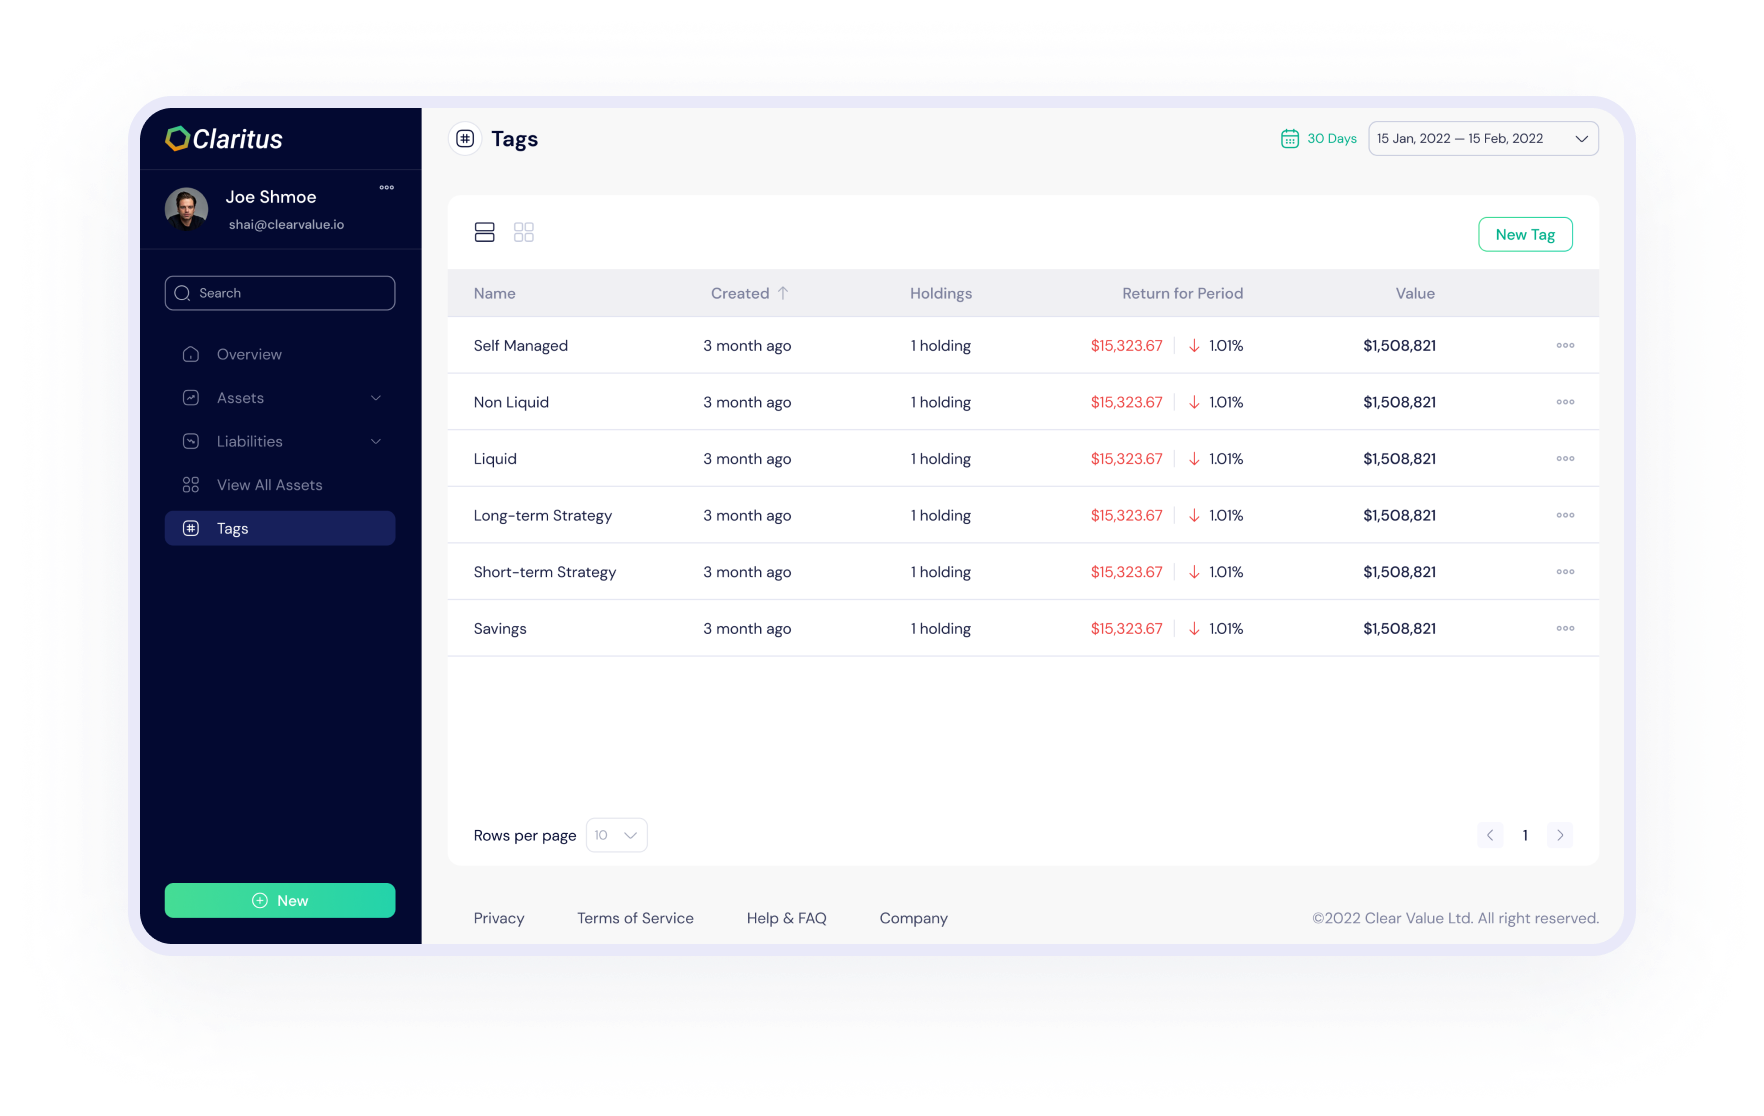 Claritus
Joe Shmoe
shai@clearvalue.io
Search
Overview
Assets
Liabilities
View All Assets
Tags
New
Tags
30 Days
15 Jan, 2022 — 15 Feb, 2022
New Tag
Name Created Holdings Return for Period Value
Self Managed 3 month ago 1 holding $15,323.67 1.01% $1,508,821
Non Liquid 3 month ago 1 holding $15,323.67 1.01% $1,508,821
Liquid 3 month ago 1 holding $15,323.67 1.01% $1,508,821
Long-term Strategy 3 month ago 1 holding $15,323.67 1.01% $1,508,821
Short-term Strategy 3 month ago 1 holding $15,323.67 1.01% $1,508,821
Savings 3 month ago 1 holding $15,323.67 1.01% $1,508,821
Rows per page 10
1
Privacy Terms of Service Help & FAQ Company ©2022 Clear Value Ltd. All right reserved.